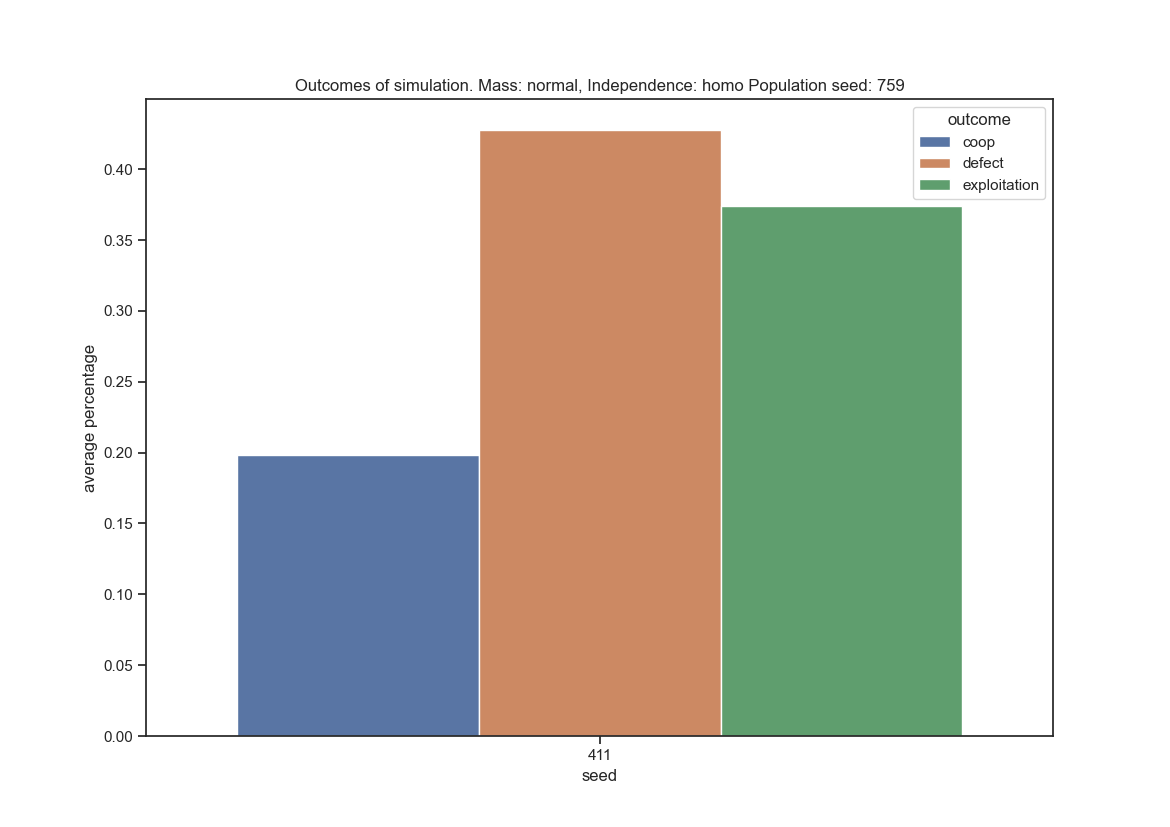 Outcomes of simulation. Mass: normal, Independence: homo Population seed: 759
outcome
coop
defect
exploitation
0.40
0.35
0.30
0.25
0.20
0.15
0.10
0.05
0.00
average percentage
411
seed